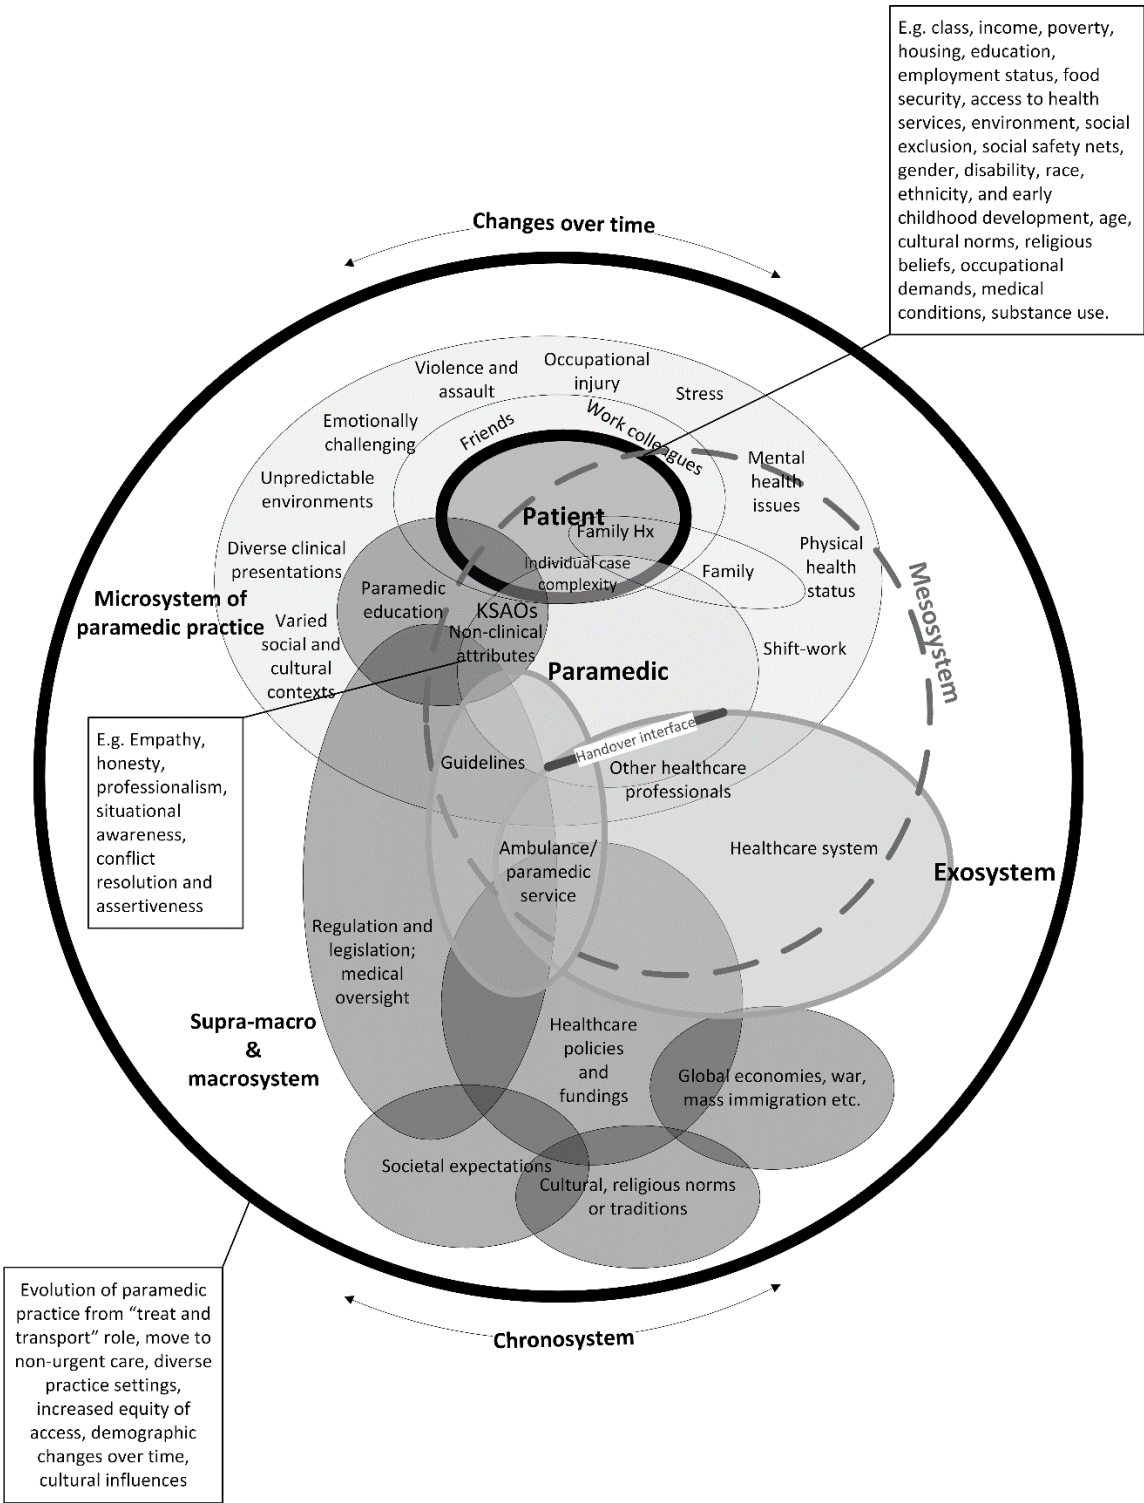 E.g. class, income, poverty,
housing, education,
employment status, food
security, access to health
services, environment, social
exclusion, social safety nets,
gender, disability, race,
ethnicity, and early
childhood development, age,
cultural norms, religious
beliefs, occupational
demands, medical
conditions, substance use.
Changes over time
Violence and
assault
Occupational
injury
Stress
Emotionally
challenging
Friends
Work colleagues
Mental
health
issues
Unpredictable
environments
Patient
Family Hx
Diverse clinical
presentations
Individual case
complexity
Family
Physical
health
status
Mesosystem
Microsystem of
paramedic practice
Paramedic
education
KSAOs
Non-clinical
attributes
Varied
social and
cultural
contexts
Paramedic
Shift-work
E.g. Empathy,
honesty,
professionalism,
situational
awareness,
conflict
resolution and
assertiveness
Guidelines
Handover interface
Other healthcare
professionals
Ambulance/
paramedic
service
Healthcare system
Exosystem
Regulation and
legislation;
medical
oversight
Supra-macro
&
macrosystem
Healthcare
policies
and
fundings
Global economies, war,
mass immigration etc.
Societal expectations
Cultural, religious norms
or traditions
Chronosystem
Evolution of paramedic
practice from “treat and
transport” role, move to
non-urgent care, diverse
practice settings,
increased equity of
access, demographic
changes over time,
cultural influences